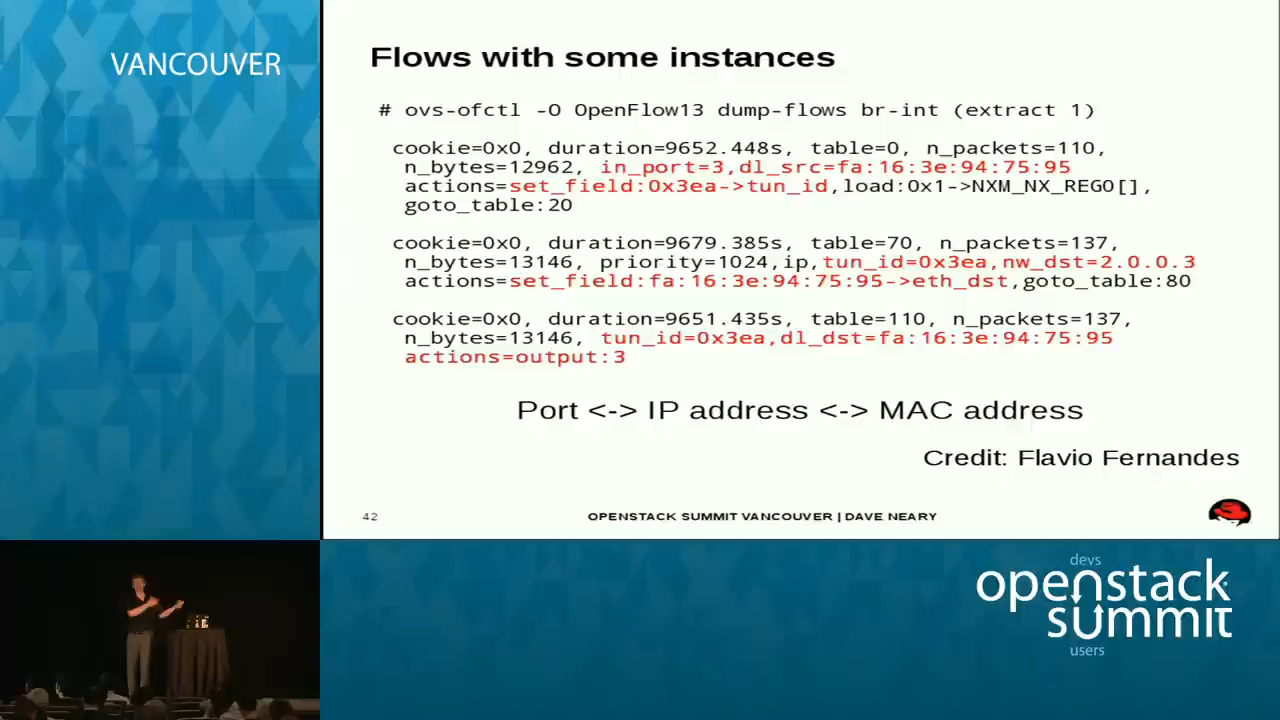 VANCOUVER
Flows with some instances
# ovs-ofctl -O OpenFlow13 dump-flows br-int (extract 1)
cookie=0x0, duration=9652.448s, table=0, n_packets=110,
n_bytes=12962, in_port=3,dl_src=fa:16:3e:94:75:95
actions=set_field:0x3ea->tun_id,load:0x1->NXM_NX_REG0[],
goto_table:20
cookie=0x0, duration=9679.385s, table=70, n_packets=137,
n_bytes=13146, priority=1024,ip,tun_id=0x3ea,nw_dst=2.0.0.3
actions=set_field:fa:16:3e:94:75:95->eth_dst,goto_table:80
cookie=0x0, duration=9651.435s, table=110, n_packets=137,
n_bytes=13146, tun_id=0x3ea,dl_dst=fa:16:3e:94:75:95
actions=output:3
Port <-> IP address <-> MAC address
Credit: Flavio Fernandes
42
OPENSTACK SUMMIT VANCOUVER | DAVE NEARY
devs
openstack
summit
users